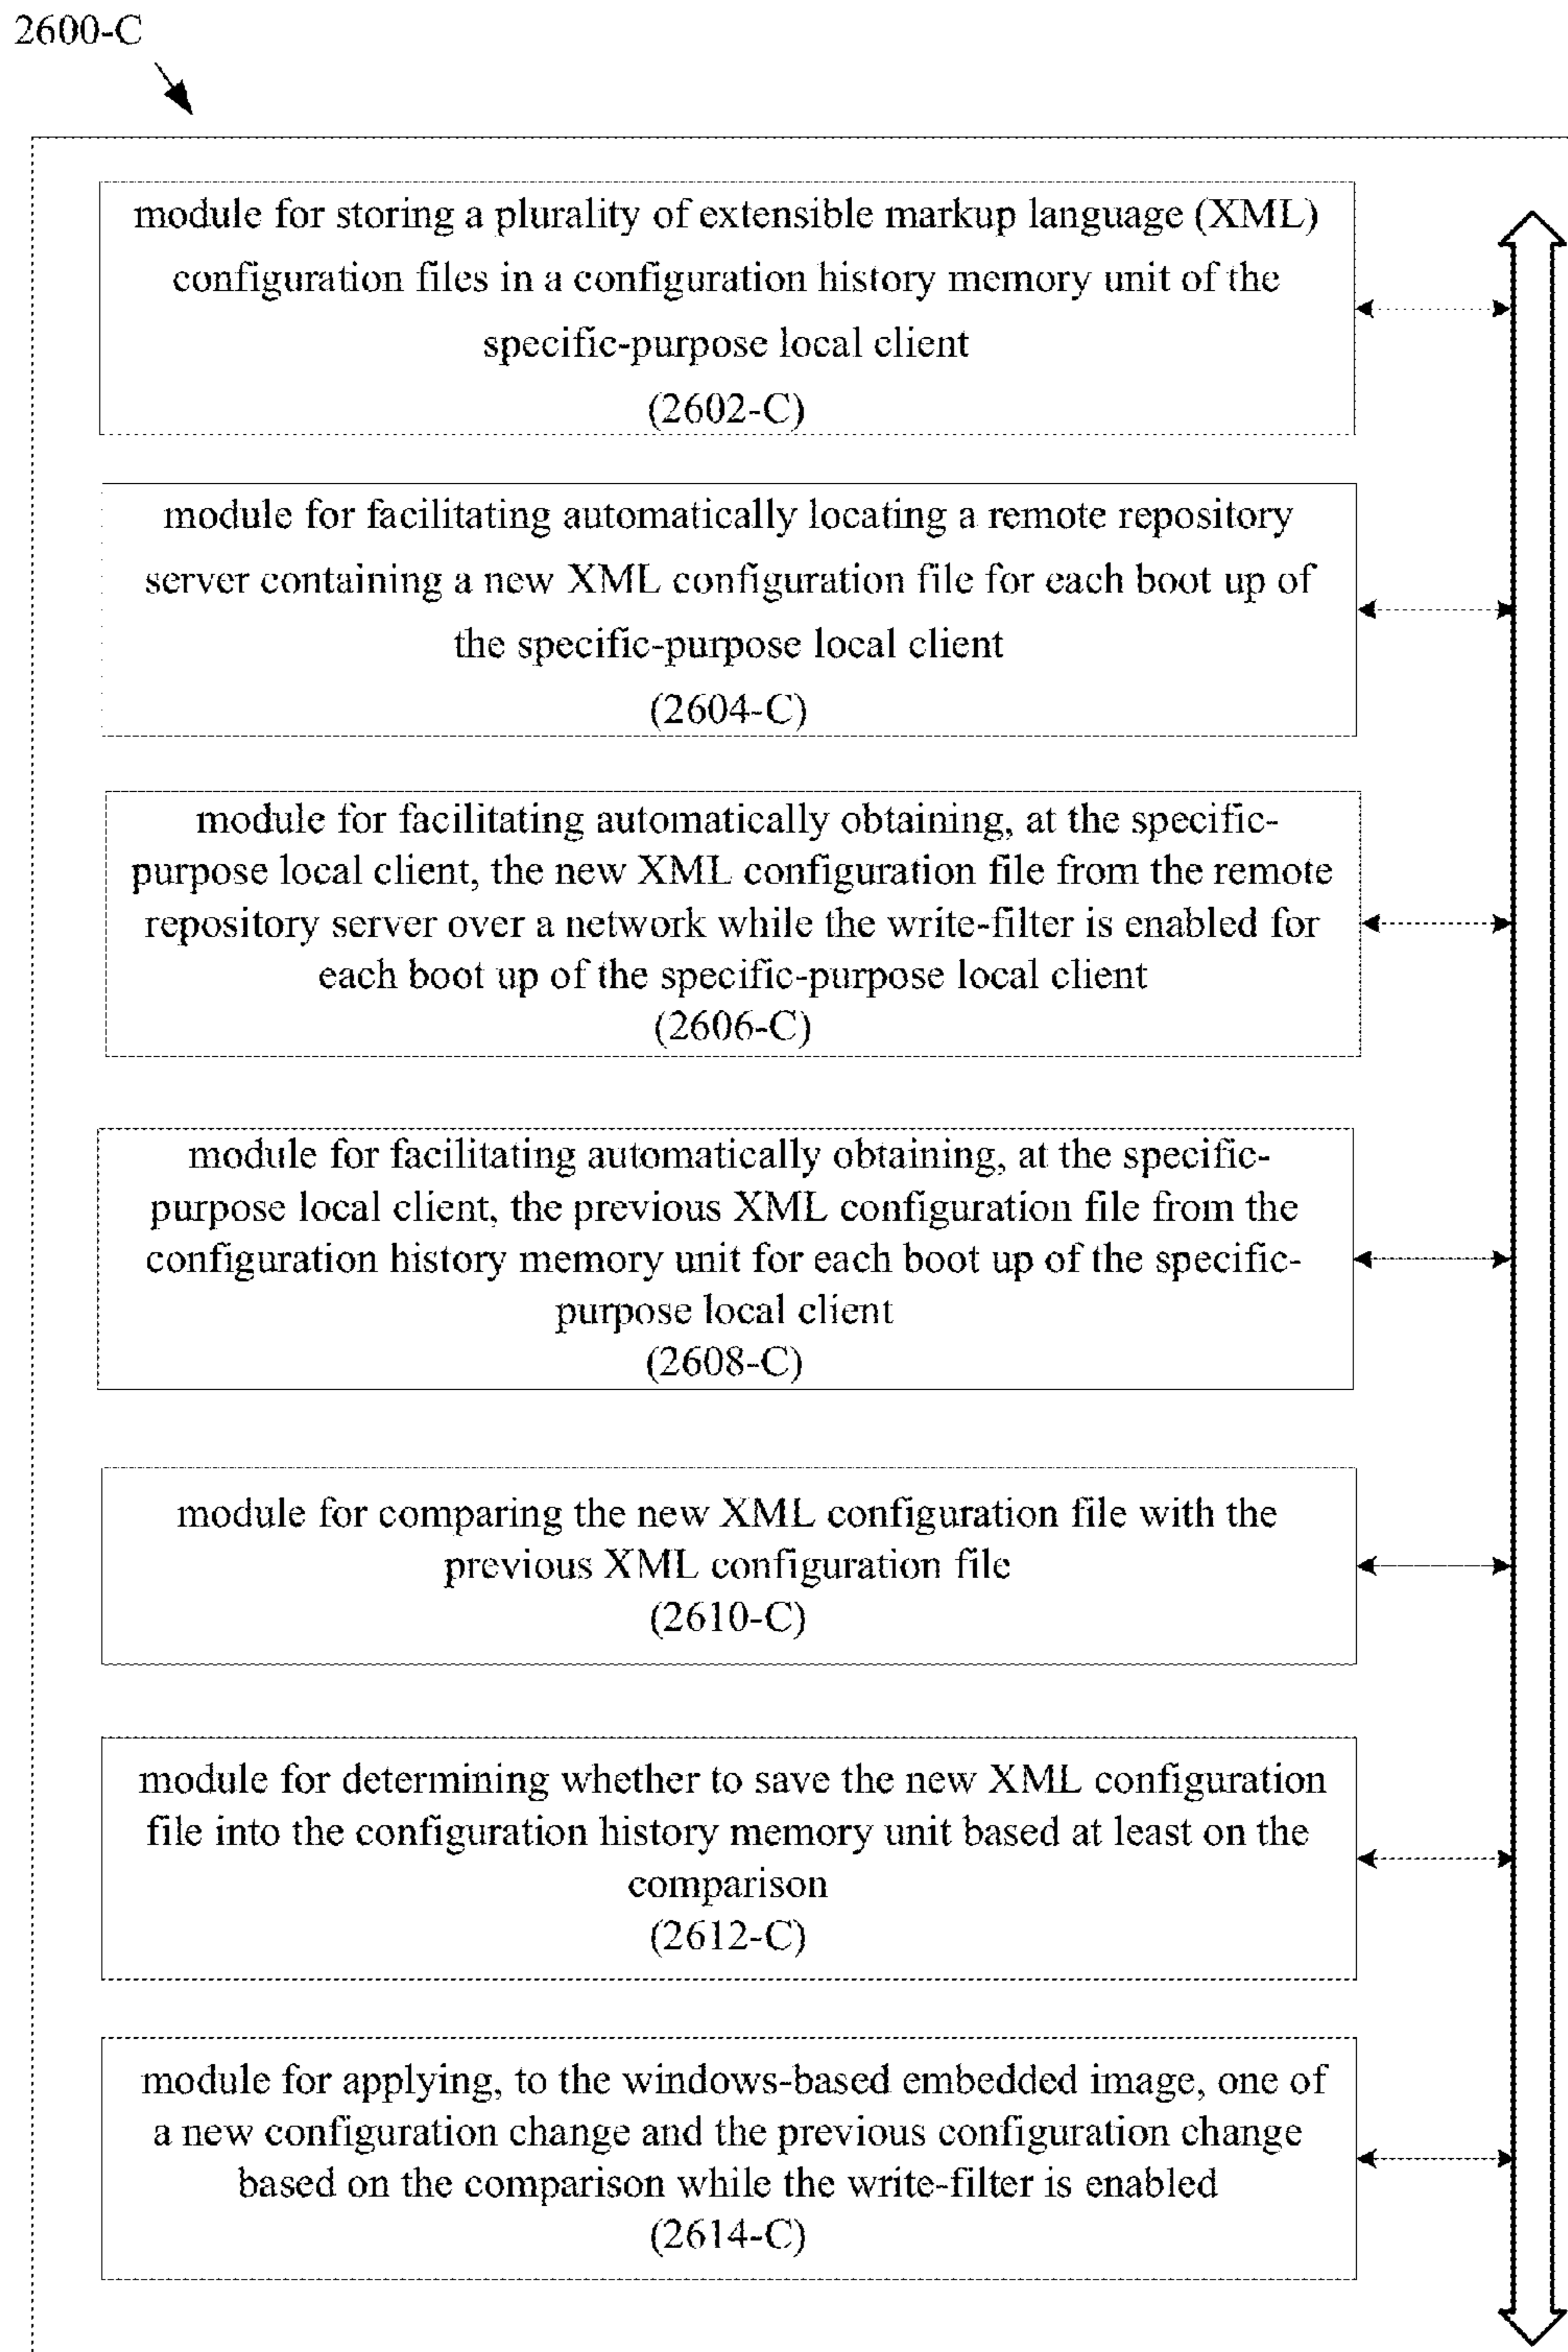 2600-C
module for storing a plurality of extensible markup language (XML)
configuration files in a configuration history memory unit of the
specific-purpose local client
(2602-C)
module for facilitating automatically locating a remote repository
server containing a new XML configuration file for each boot up of
the specific-purpose local client
(2604-C)
module for facilitating automatically obtaining, at the specific-
purpose local client, the new XML configuration file from the remote
repository server over a network while the write-filter is enabled for
each boot up of the specific-purpose local client
(2606-C)
module for facilitating automatically obtaining, at the specific-
purpose local client, the previous XML configuration file from the
configuration history memory unit for each boot up of the specific-
purpose local client
(2608-C)
module for comparing the new XML configuration file with the
previous XML configuration file
(2610-C)
module for determining whether to save the new XML configuration
file into the configuration history memory unit based at least on the
comparison
(2612-C)
module for applying, to the windows-based embedded image, one of
a new configuration change and the previous configuration change
based on the comparison while the write-filter is enabled
(2614-C)